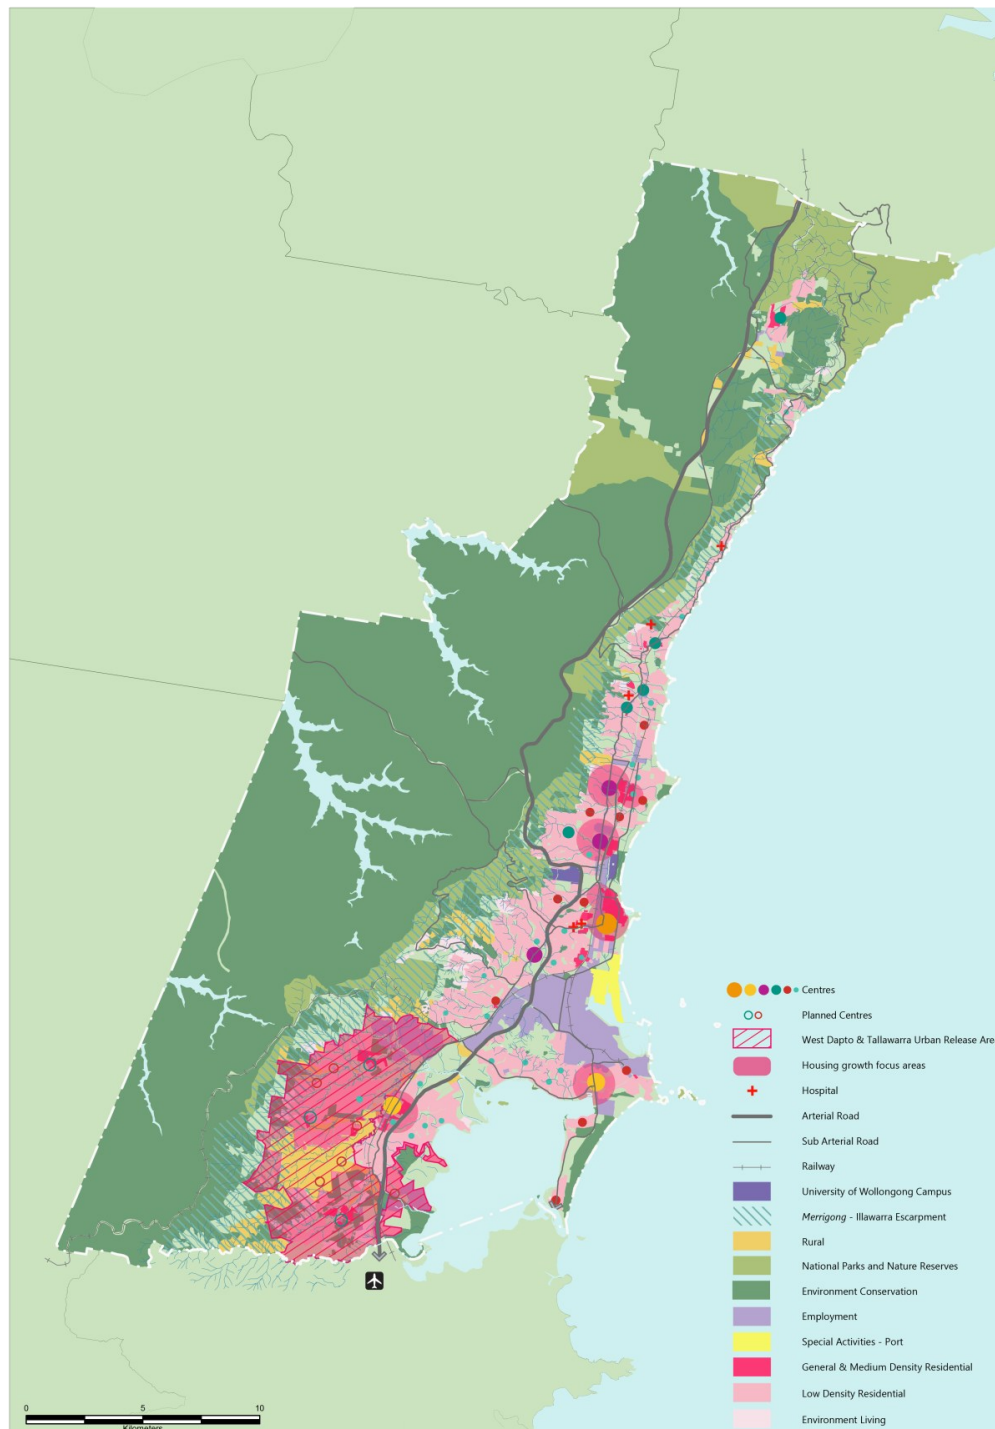 Centres
Planned Centres
West Dapto & Tallawarra Urban Release Are
Housing growth focus areas
Hospital
Arterial Road
Sub Arterial Road
Railway
University of Wollongong Campus
Merrigong - Illawarra Escarpment
Rural
National Parks and Nature Reserves
Environment Conservation
Employment
Special Activities - Port
General & Medium Density Residential
Low Density Residential
Environment Living
0 5 10
Kilometers